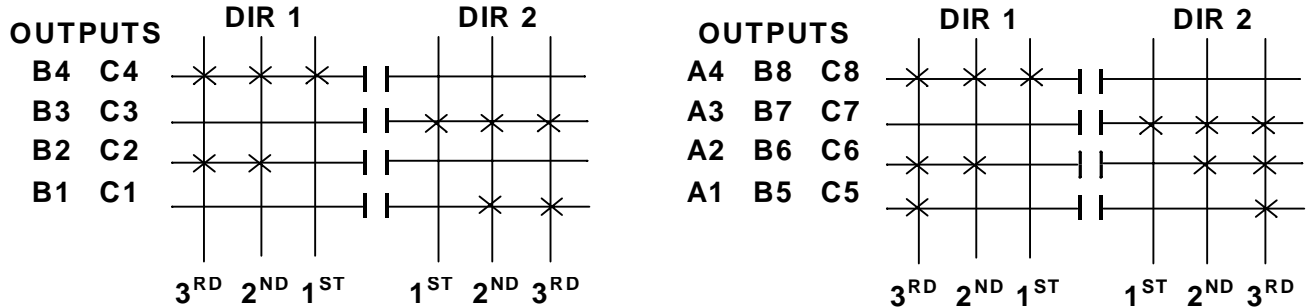 DIR 1 DIR 2
OUTPUTS
B4 C4
B3 C3
B2 C2
B1 C1
3RD 2ND 1ST 1ST 2ND 3RD
DIR 1 DIR 2
OUTPUTS
A4 B8 C8
A3 B7 C7
A2 B6 C6
A1 B5 C5
3RD 2ND 1ST 1ST 2ND 3RD